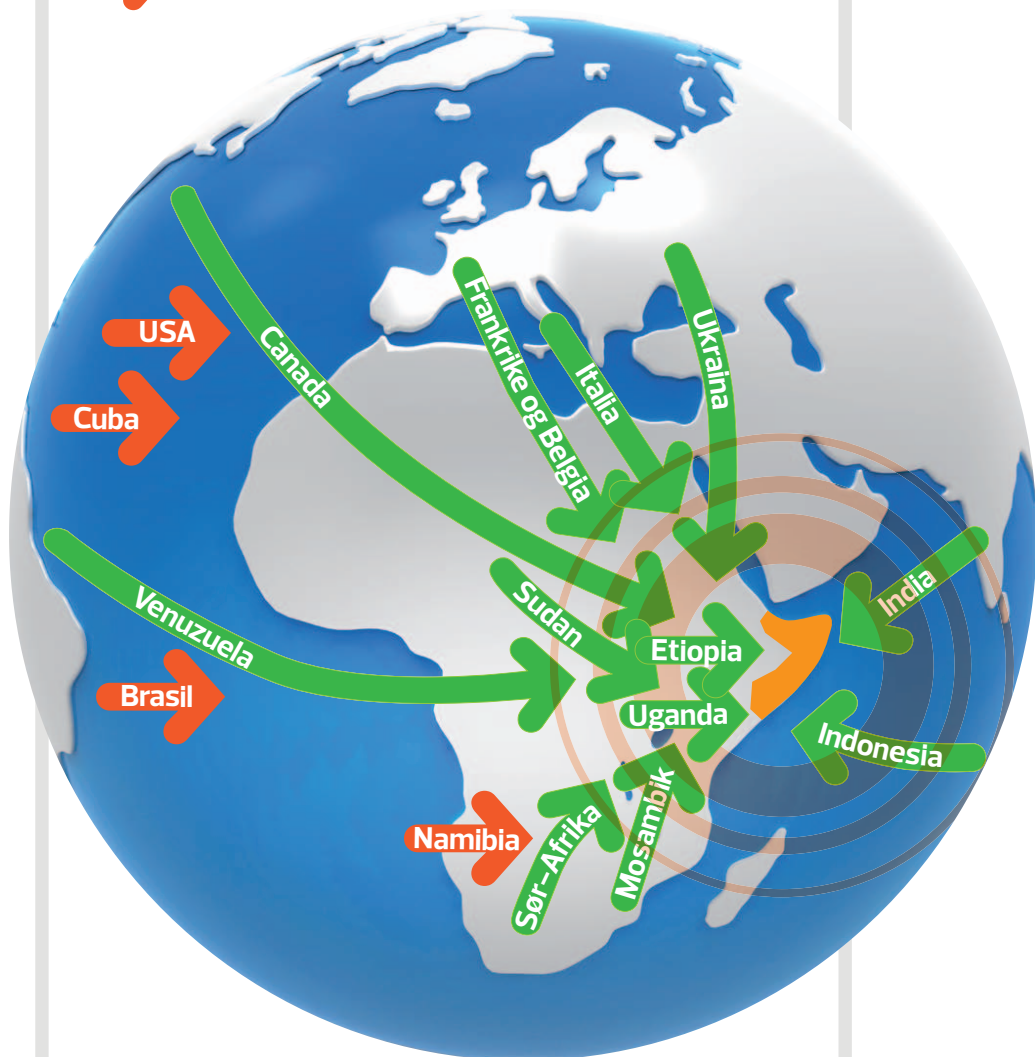 USA
Canada
Frankrike og Belgia
Italia
Ukraina
Cuba
Venuzuela
Sudan
India
Etiopia
Brasil
Uganda
Indonesia
Namibia
Sør-Afrika
Mosambik